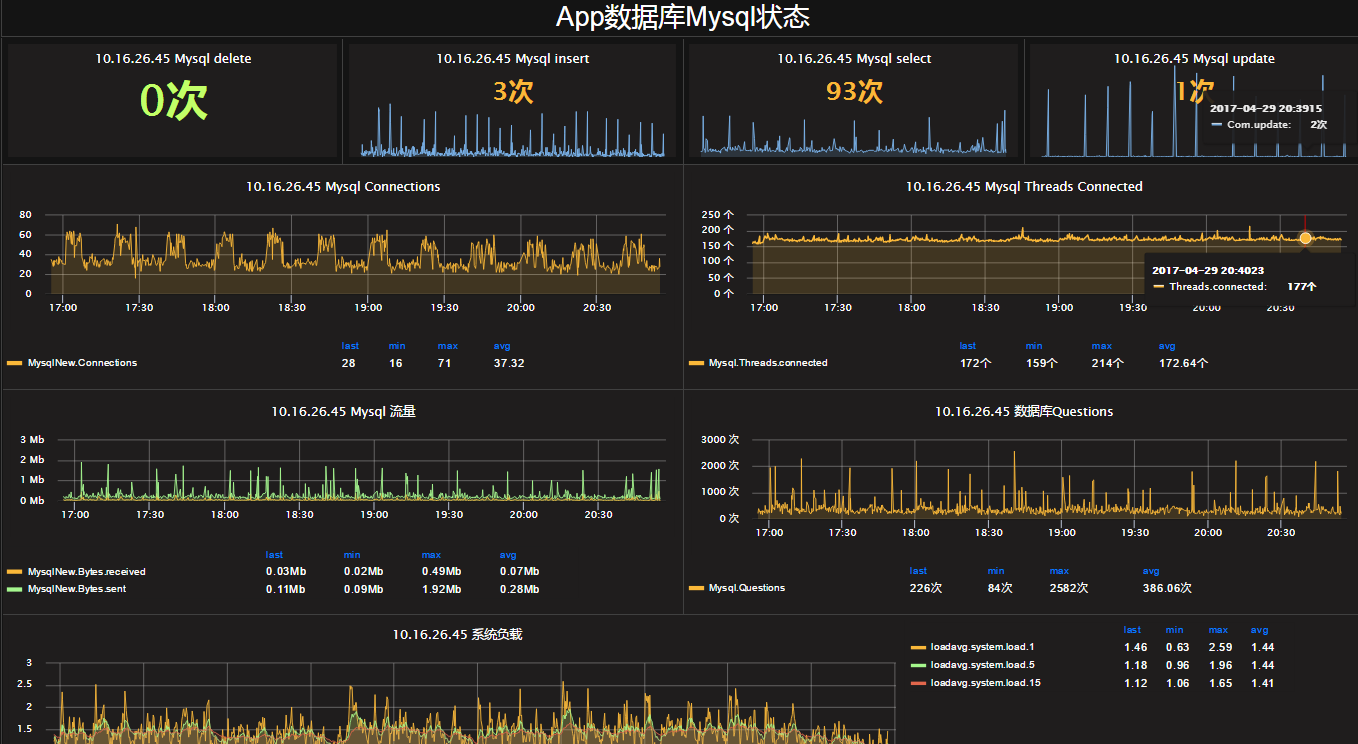 App数据库Mysql状态
10.16.26.45 Mysql delete
0次
10.16.26.45 Mysql insert
3次
10.16.26.45 Mysql select
93次
10.16.26.45 Mysql update
1次
2017-04-29 20:3915
Com.update: 2次
10.16.26.45 Mysql Connections
80
60
40
20
0
17:00 17:30 18:00 18:30 19:00 19:30 20:00 20:30
last min max avg
MysqlNew.Connections 28 16 71 37.32
10.16.26.45 Mysql Threads Connected
250 个
200 个
150 个
100 个
50 个
0 个
17:00 17:30 18:00 18:30 19:00 19:30 20:00 20:30
2017-04-29 20:4023
Threads.connected: 177个
last min max avg
Mysql.Threads.connected 172个 159个 214个 172.64个
10.16.26.45 Mysql 流量
3 Mb
2 Mb
1 Mb
0 Mb
17:00 17:30 18:00 18:30 19:00 19:30 20:00 20:30
last min max avg
MysqlNew.Bytes.received 0.03Mb 0.02Mb 0.49Mb 0.07Mb
MysqlNew.Bytes.sent 0.11Mb 0.09Mb 1.92Mb 0.28Mb
10.16.26.45 数据库Questions
3000 次
2000 次
1000 次
0 次
17:00 17:30 18:00 18:30 19:00 19:30 20:00 20:30
last min max avg
Mysql.Questions 226次 84次 2582次 386.06次
10.16.26.45 系统负载
3
2.5
2
1.5
last min max avg
loadavg.system.load.1 1.46 0.63 2.59 1.44
loadavg.system.load.5 1.18 0.96 1.96 1.44
loadavg.system.load.15 1.12 1.06 1.65 1.41